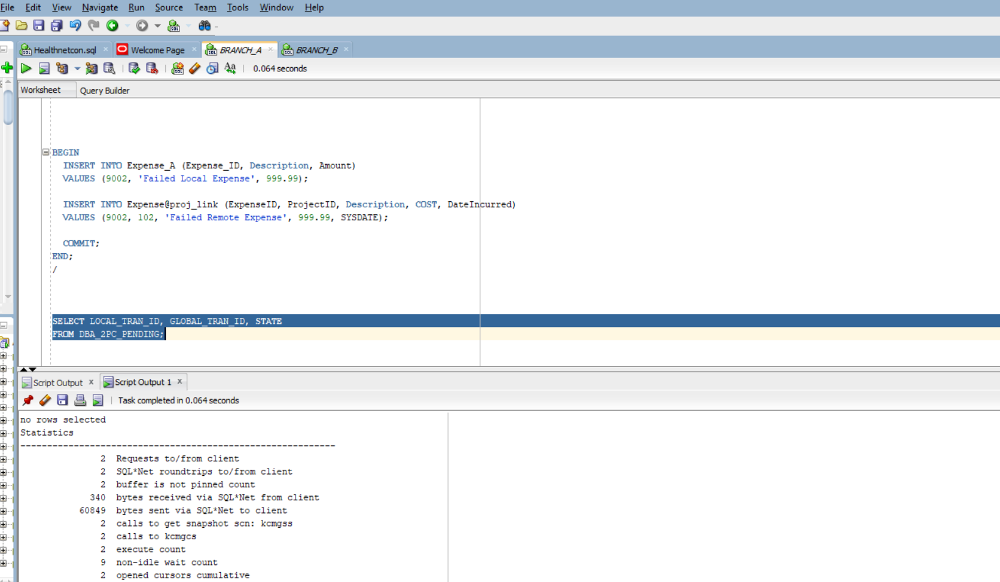 File Edit View Navigate Run Source Team Tools Window Help
Healthnetcon.sql Welcome Page BRANCH_A BRANCH_B
0.064 seconds
Worksheet Query Builder
BEGIN
INSERT INTO Expense_A (Expense_ID, Description, Amount)
VALUES (9002, 'Failed Local Expense', 999.99);
INSERT INTO Expense@proj_link (ExpenseID, ProjectID, Description, COST, DateIncurred)
VALUES (9002, 102, 'Failed Remote Expense', 999.99, SYSDATE);
COMMIT;
END;
/
SELECT LOCAL_TRAN_ID, GLOBAL_TRAN_ID, STATE
FROM DBA_2PC_PENDING;
Script Output x Script Output 1 x
Task completed in 0.064 seconds
no rows selected
Statistics
-----------------------------------------------------------
2 Requests to/from client
2 SQL*Net roundtrips to/from client
2 buffer is not pinned count
340 bytes received via SQL*Net from client
60849 bytes sent via SQL*Net to client
2 calls to get snapshot scn: kcmgss
2 calls to kcmgcs
2 execute count
9 non-idle wait count
2 opened cursors cumulative